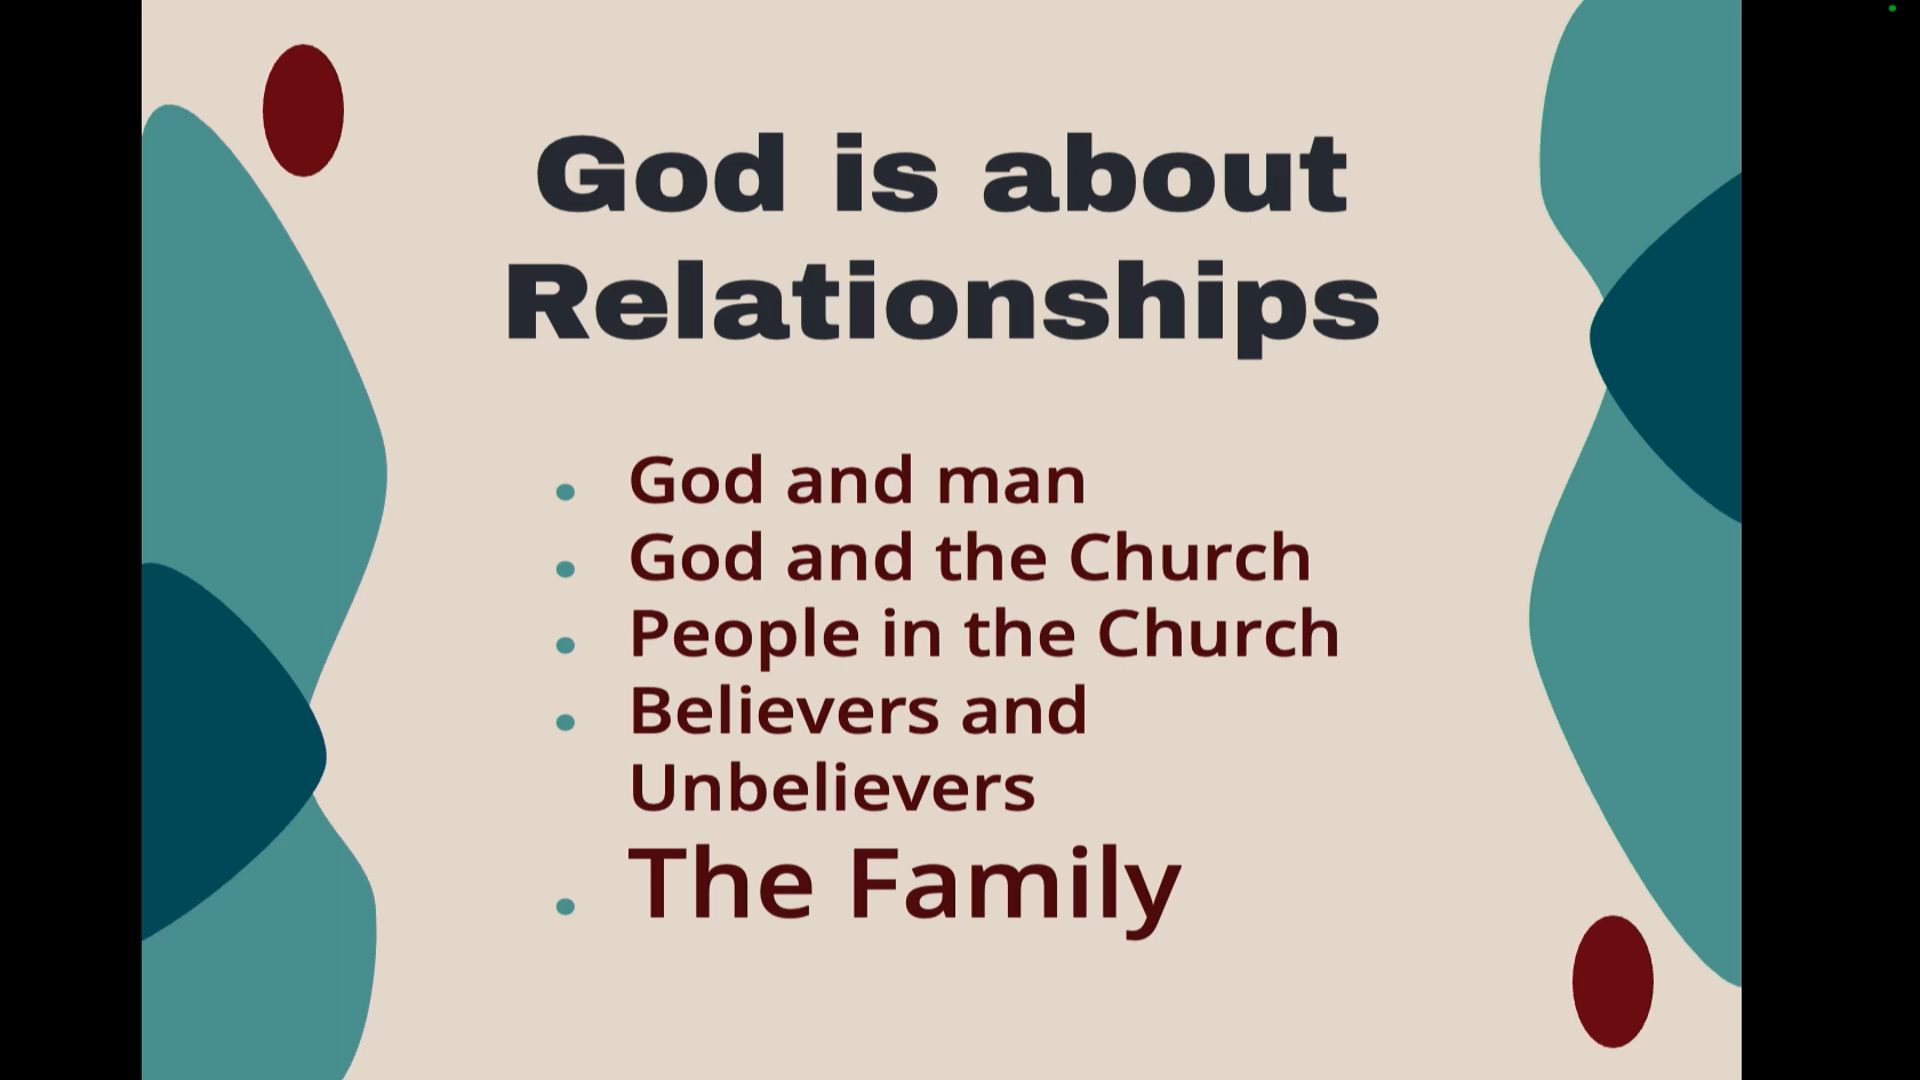 God is about
Relationships
• God and man
• God and the Church
• People in the Church
• Believers and
Unbelievers
• The Family